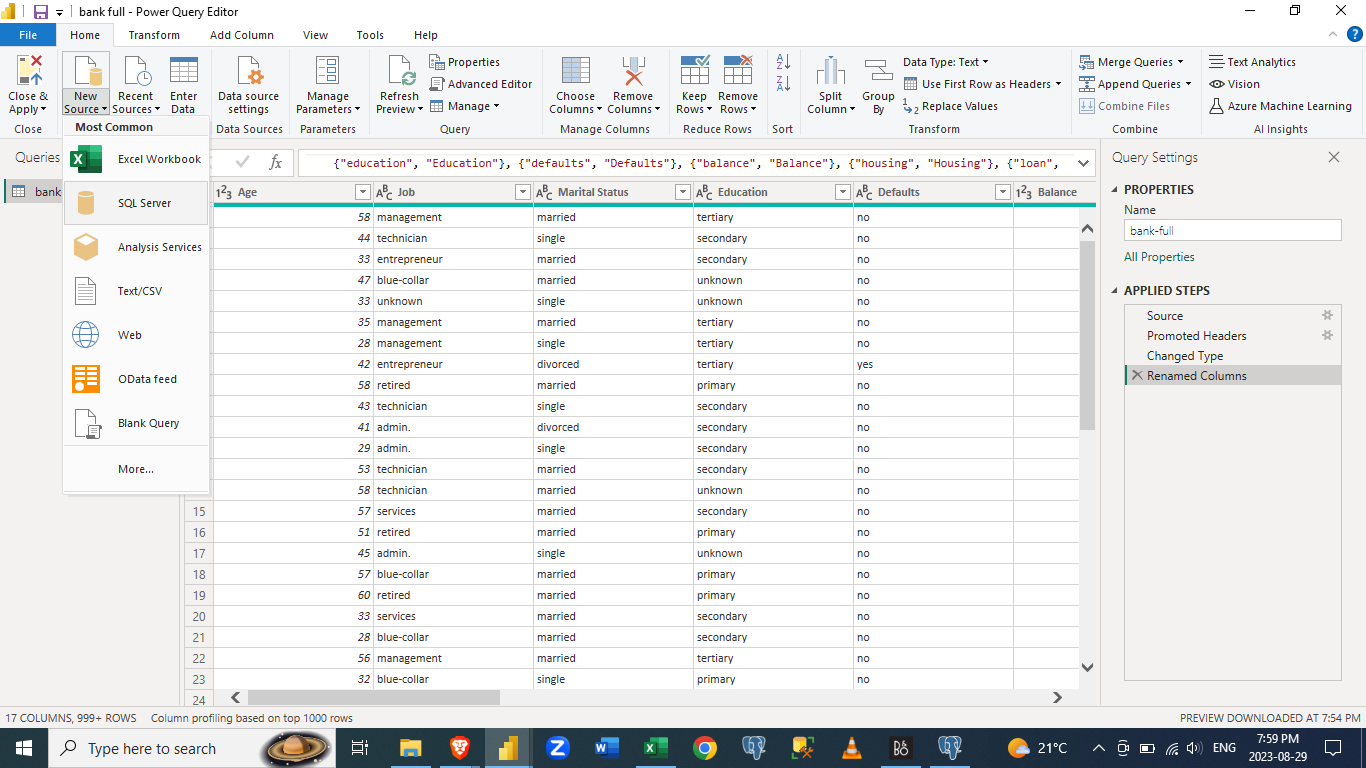 bank full - Power Query Editor
File Home Transform Add Column View Tools Help
Close & Apply
New Source
Recent Sources
Enter Data
Data source settings
Manage Parameters
Refresh Preview
Properties
Advanced Editor
Manage
Choose Columns
Remove Columns
Keep Rows
Remove Rows
Split Column
Group By
Data Type: Text
Use First Row as Headers
Replace Values
Merge Queries
Append Queries
Combine Files
Text Analytics
Vision
Azure Machine Learning
Close Data Sources Parameters Query Manage Columns Reduce Rows Sort Transform Combine AI Insights
Most Common
Excel Workbook
SQL Server
Analysis Services
Text/CSV
Web
OData feed
Blank Query
More...
Queries
bank
fx {"education", "Education"}, {"defaults", "Defaults"}, {"balance", "Balance"}, {"housing", "Housing"}, {"loan",
123 Age ABC Job ABC Marital Status ABC Education ABC Defaults 123 Balance
58 management married tertiary no
44 technician single secondary no
33 entrepreneur married secondary no
47 blue-collar married unknown no
33 unknown single unknown no
35 management married tertiary no
28 management single tertiary no
42 entrepreneur divorced tertiary yes
58 retired married primary no
43 technician single secondary no
41 admin. divorced secondary no
29 admin. single secondary no
53 technician married secondary no
58 technician married unknown no
15 57 services married secondary no
16 51 retired married primary no
17 45 admin. single unknown no
18 57 blue-collar married primary no
19 60 retired married primary no
20 33 services married secondary no
21 28 blue-collar married secondary no
22 56 management married tertiary no
23 32 blue-collar single primary no
24
Query Settings
PROPERTIES
Name
bank-full
All Properties
APPLIED STEPS
Source
Promoted Headers
Changed Type
Renamed Columns
17 COLUMNS, 999+ ROWS Column profiling based on top 1000 rows PREVIEW DOWNLOADED AT 7:54 PM
Type here to search
21°C
ENG
7:59 PM
2023-08-29